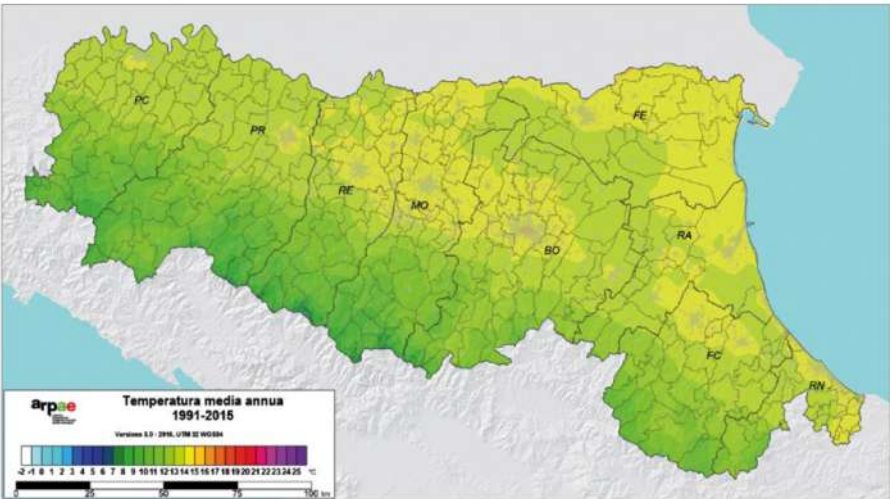 PC
PR
RE
MO
BO
FE
RA
FC
RN
arpae
Temperatura media annua
1991-2015
Versione 3.0 - 2016, UTM 32 WGS84
-2 -1 0 1 2 3 4 5 6 7 8 9 10 11 12 13 14 15 16 17 18 19 20 21 22 23 24 25 °C
0 25 50 75 100 km